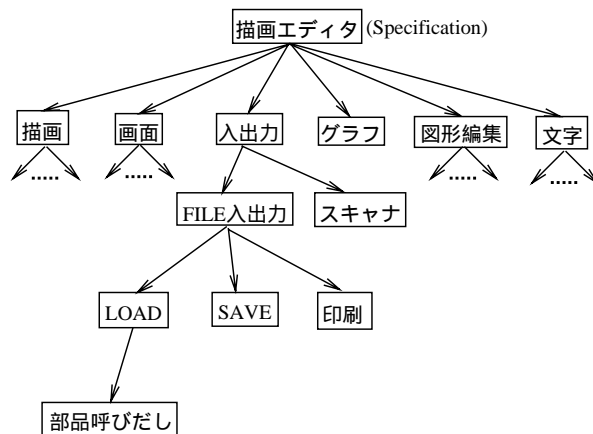 描画エディタ (Specification)
描画 画面 入出力 グラフ 図形編集 文字
..... ..... ..... .....
FILE入出力 スキャナ
LOAD SAVE 印刷
部品呼びだし